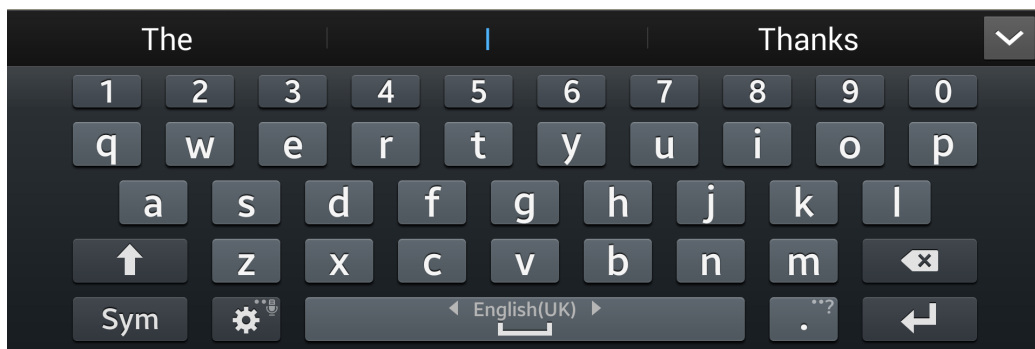 The I Thanks
1 2 3 4 5 6 7 8 9 0
q w e r t y u i o p
a s d f g h j k l
z x c v b n m
Sym English(UK) . ..?